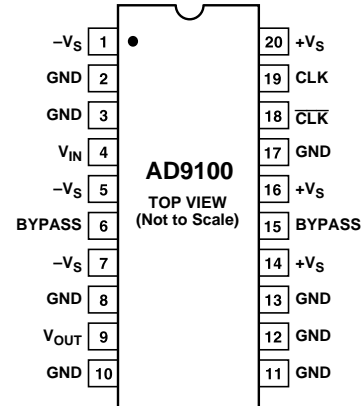 –VS 1 20 +VS
GND 2 19 CLK
GND 3 18 C̅L̅K̅
VIN 4 17 GND
AD9100
–VS 5 16 +VS
TOP VIEW
(Not to Scale)
BYPASS 6 15 BYPASS
–VS 7 14 +VS
GND 8 13 GND
VOUT 9 12 GND
GND 10 11 GND